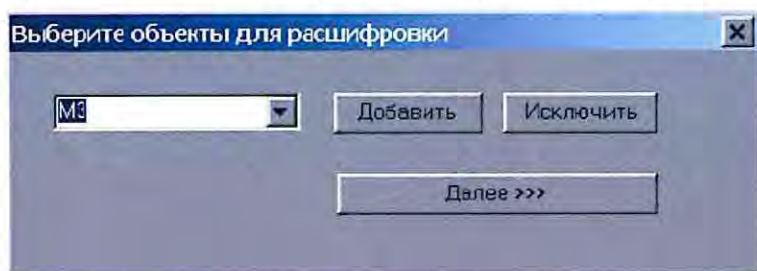 Выберите объекты для расшифровки
М3
Добавить
Исключить
Далее >>>